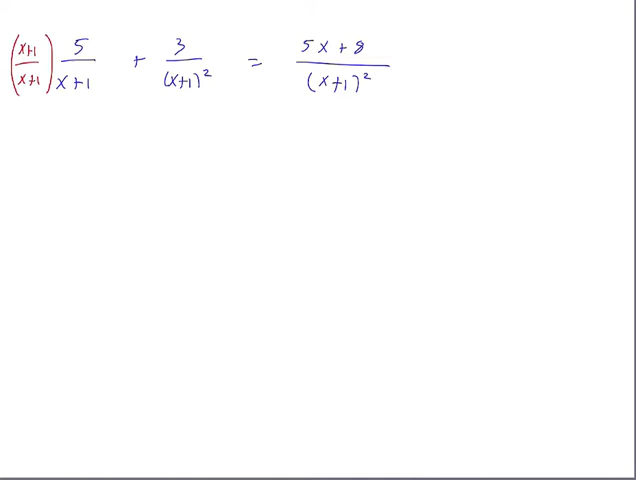 (x+1/x+1) 5/x+1 + 3/(x+1)² = 5x+8/(x+1)²